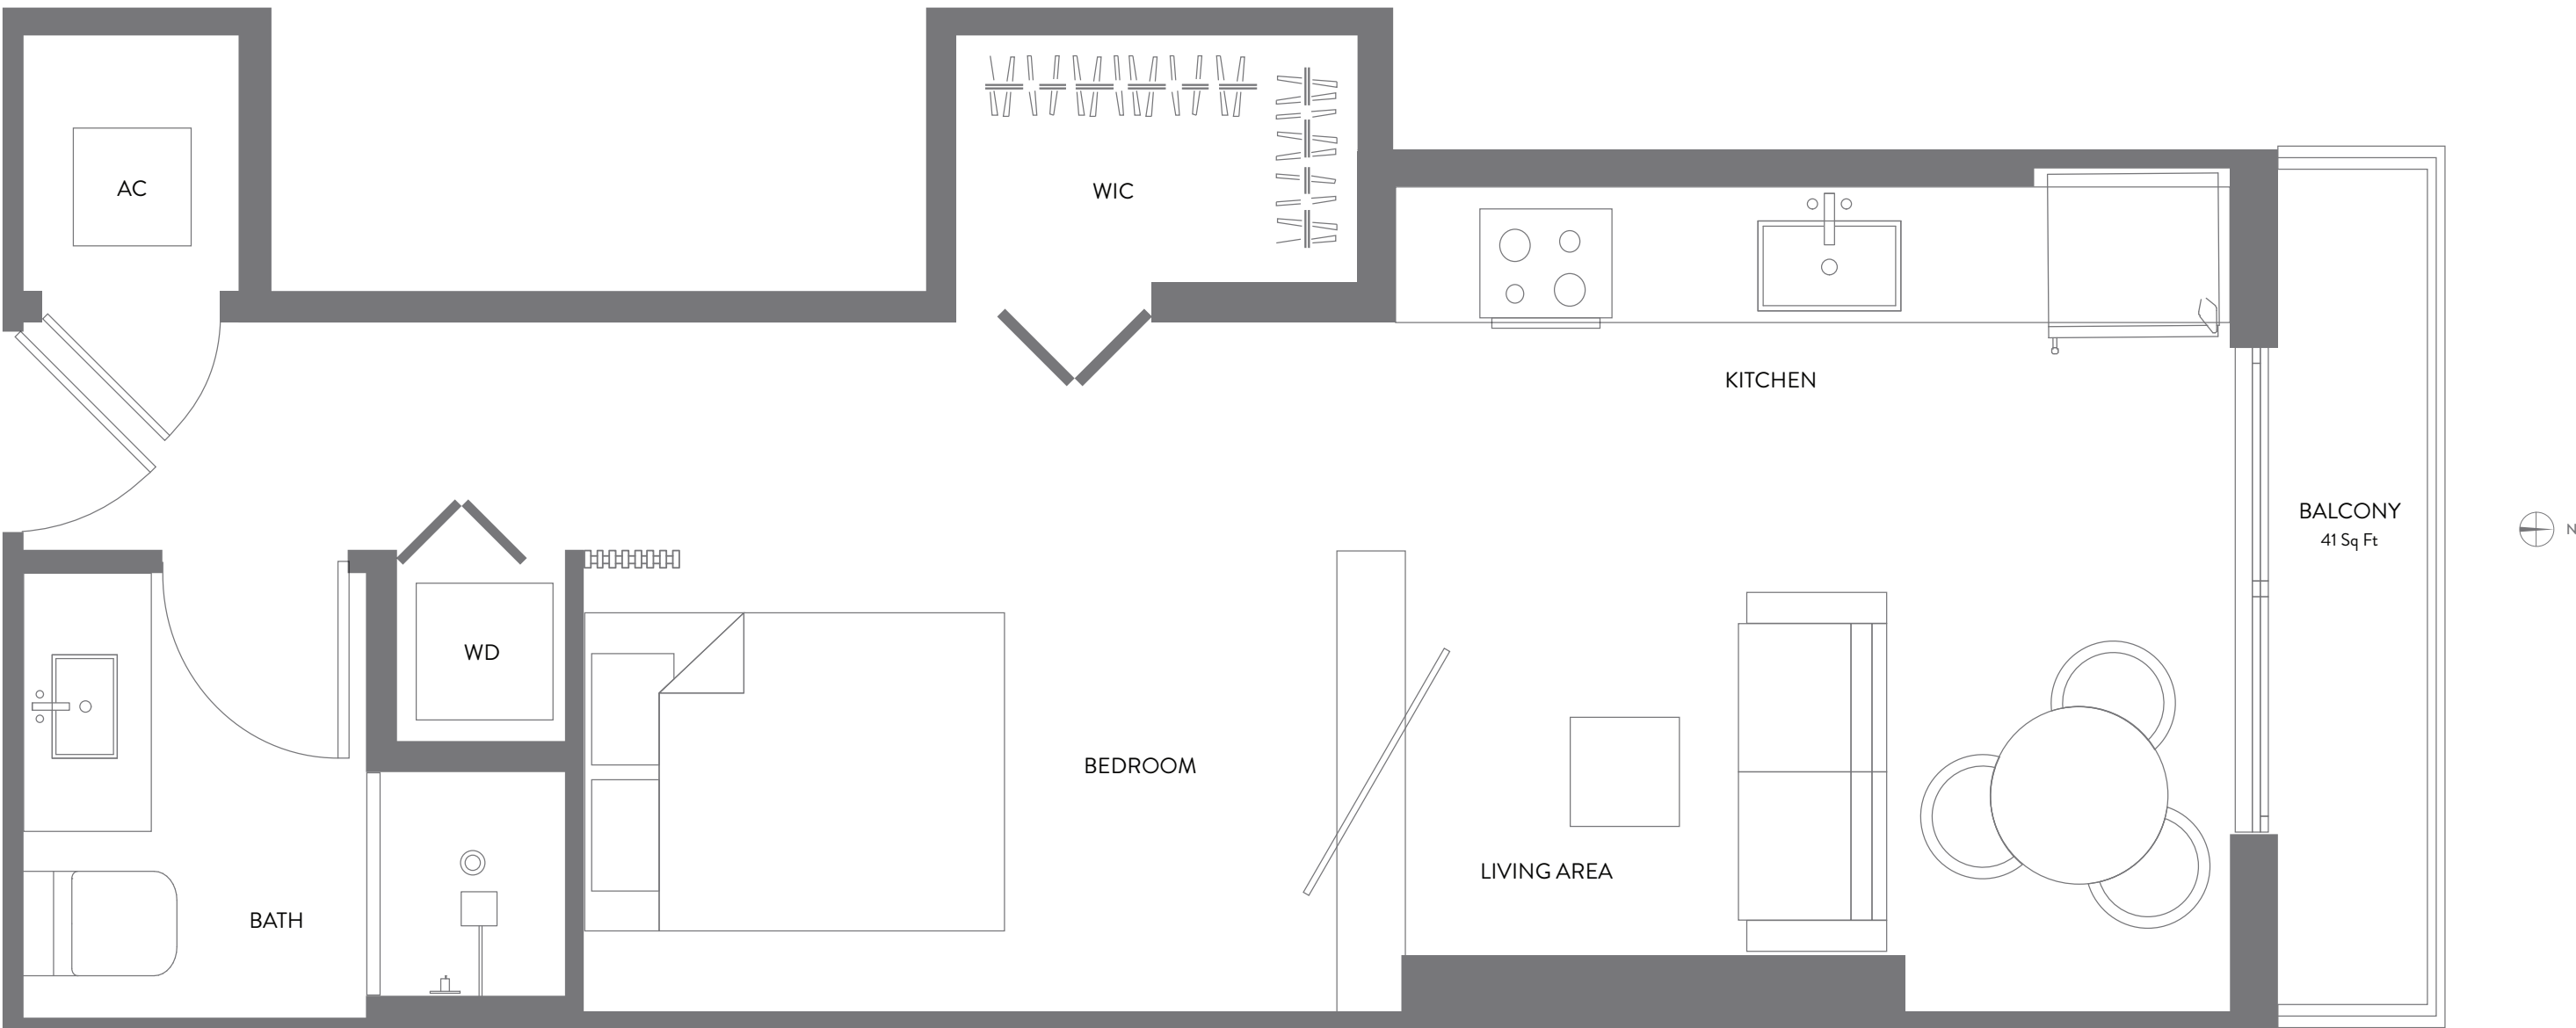 AC
WIC
KITCHEN
BALCONY
41 Sq Ft
N
WD
BEDROOM
LIVING AREA
BATH